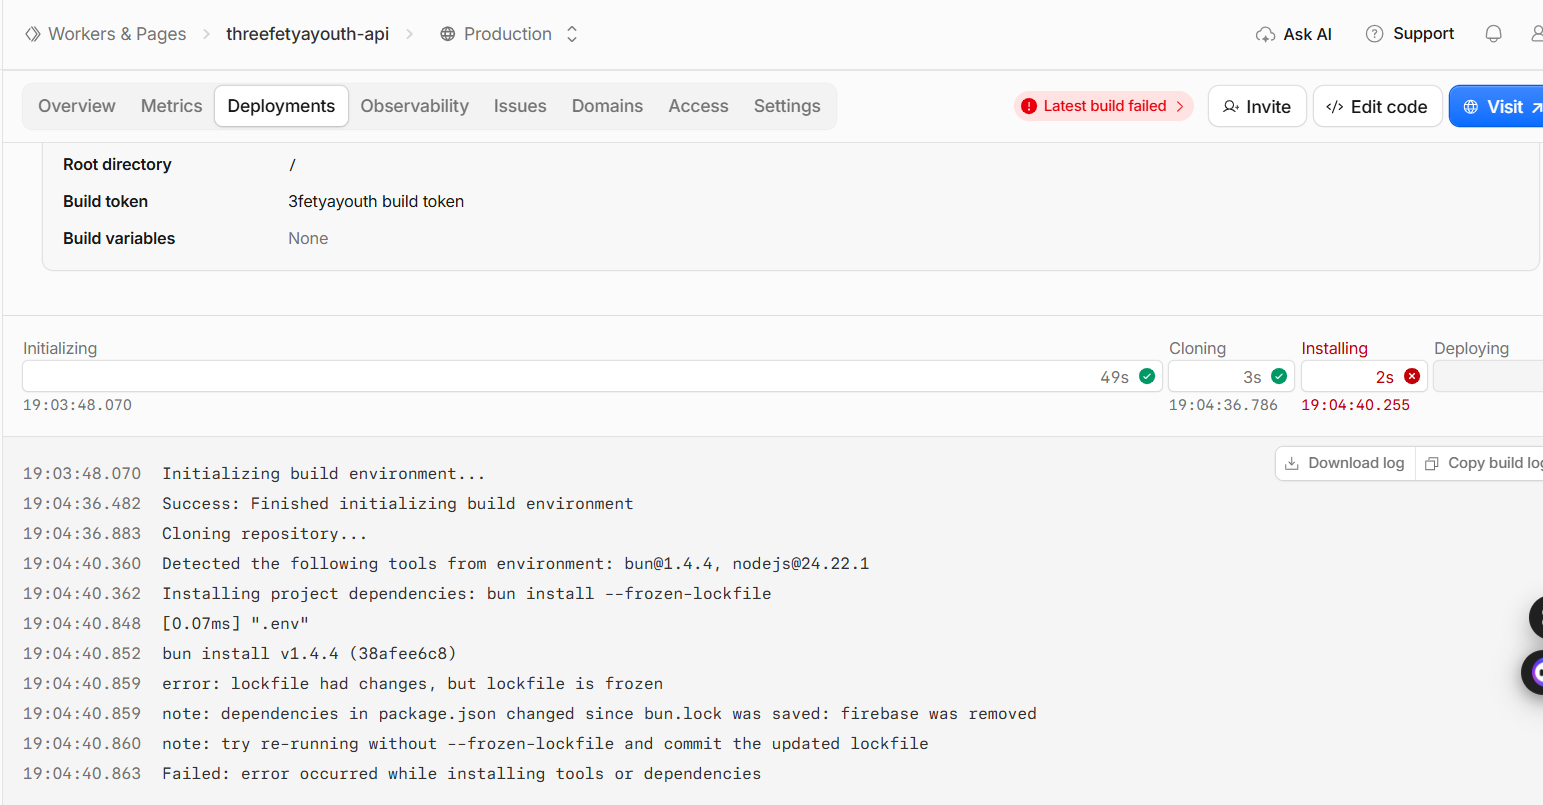 Workers & Pages > threefetyayouth-api > Production
Ask AI Support
Overview Metrics Deployments Observability Issues Domains Access Settings
Latest build failed > Invite </> Edit code Visit
Root directory /
Build token 3fetyayouth build token
Build variables None
Initializing Cloning Installing Deploying
49s 3s 2s
19:03:48.070 19:04:36.786 19:04:40.255
Download log Copy build log
19:03:48.070 Initializing build environment...
19:04:36.482 Success: Finished initializing build environment
19:04:36.883 Cloning repository...
19:04:40.360 Detected the following tools from environment: bun@1.4.4, nodejs@24.22.1
19:04:40.362 Installing project dependencies: bun install --frozen-lockfile
19:04:40.848 [0.07ms] ".env"
19:04:40.852 bun install v1.4.4 (38afee6c8)
19:04:40.859 error: lockfile had changes, but lockfile is frozen
19:04:40.859 note: dependencies in package.json changed since bun.lock was saved: firebase was removed
19:04:40.860 note: try re-running without --frozen-lockfile and commit the updated lockfile
19:04:40.863 Failed: error occurred while installing tools or dependencies